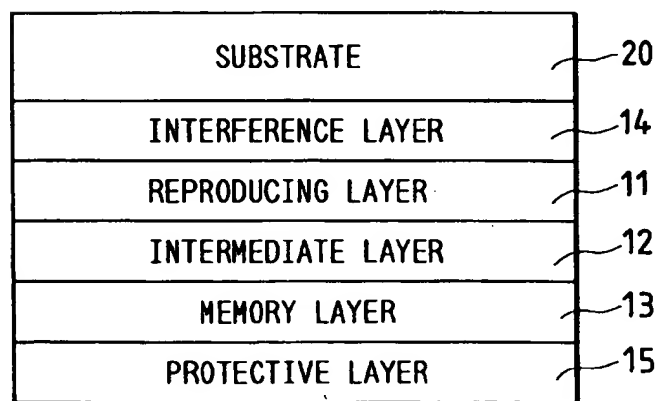 SUBSTRATE 20
INTERFERENCE LAYER 14
REPRODUCING LAYER 11
INTERMEDIATE LAYER 12
MEMORY LAYER 13
PROTECTIVE LAYER 15